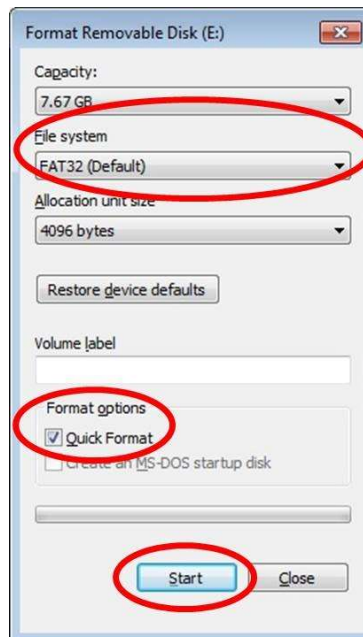 Format Removable Disk (E:)
Capacity:
7.67 GB
File system
FAT32 (Default)
Allocation unit size
4096 bytes
Restore device defaults
Volume label
Format options
Quick Format
Create an MS-DOS startup disk
Start Close